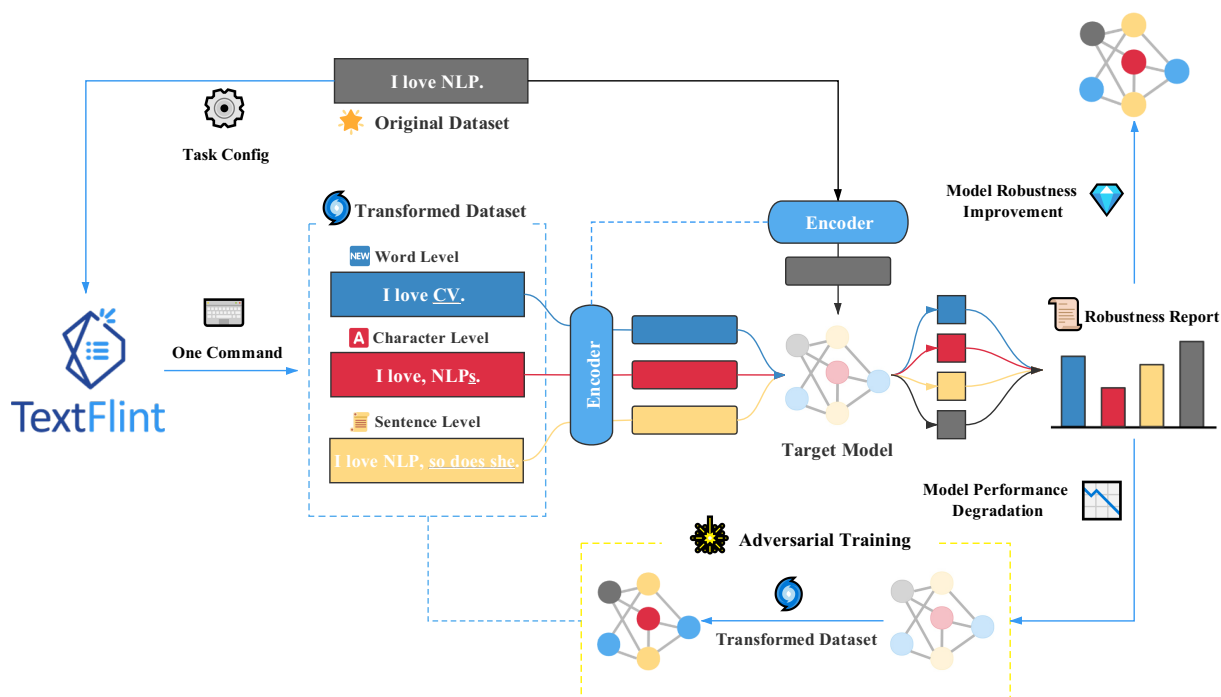 I love NLP.
Original Dataset
Task Config
Transformed Dataset
NEW Word Level
I love CV.
A Character Level
I love, NLPs.
Sentence Level
I love NLP, so does she.
One Command
TextFlint
Encoder
Encoder
Target Model
Model Robustness
Improvement
Robustness Report
Model Performance
Degradation
Adversarial Training
Transformed Dataset